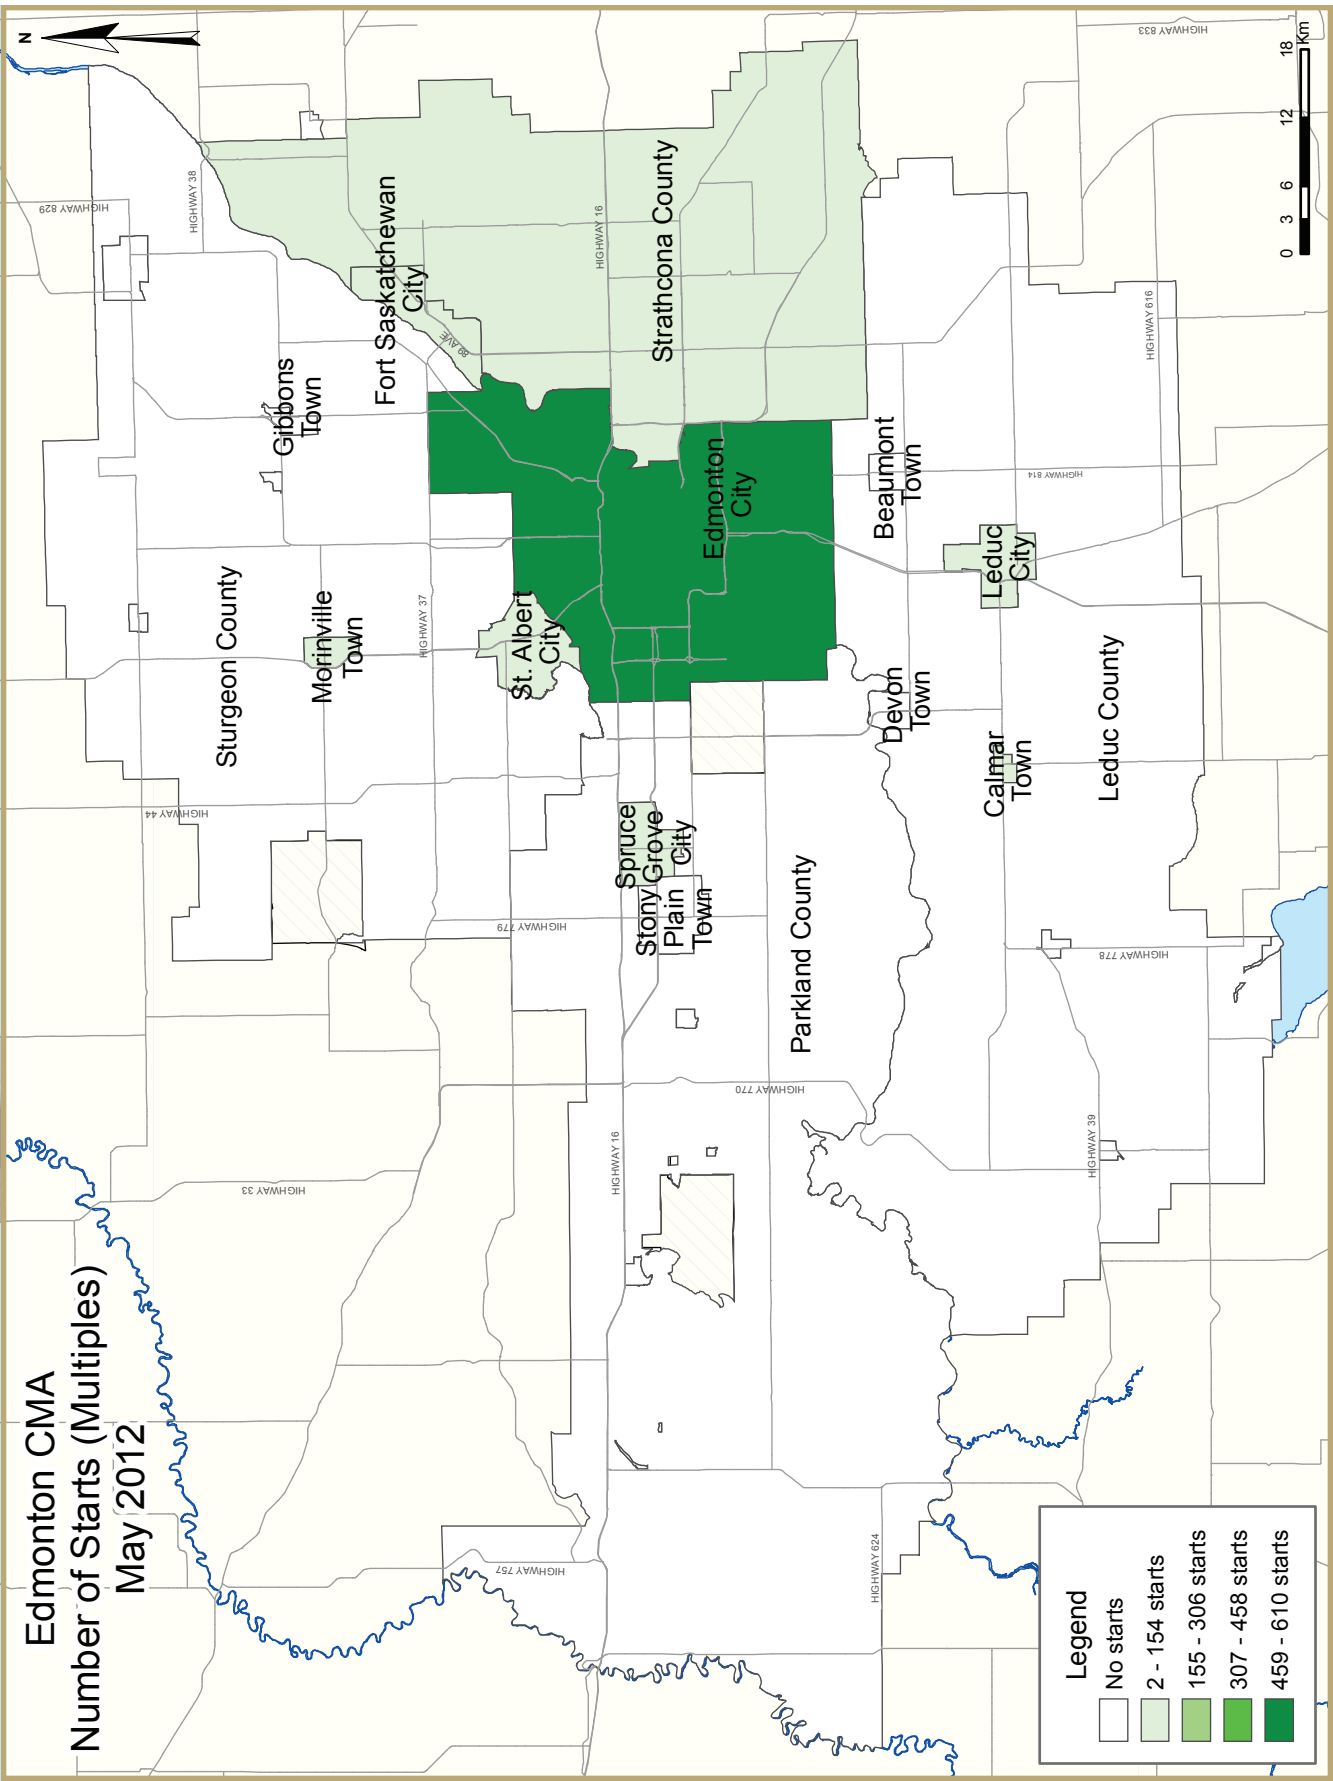 Edmonton CMA
Number of Starts (Multiples)
May 2012
N
HIGHWAY 829
HIGHWAY 38
HIGHWAY 833
HIGHWAY 44
HIGHWAY 33
HIGHWAY 37
HIGHWAY 779
HIGHWAY 757
HIGHWAY 16
HIGHWAY 16
HIGHWAY 770
HIGHWAY 624
HIGHWAY 39
HIGHWAY 778
HIGHWAY 814
HIGHWAY 616
89 AVE
Sturgeon County
Gibbons
Town
Morinville
Town
Fort Saskatchewan
City
St. Albert
City
Strathcona County
Edmonton
City
Spruce
Grove
City
Stony
Plain
Town
Parkland County
Beaumont
Town
Devon
Town
Leduc
City
Calmar
Town
Leduc County
Legend
No starts
2 - 154 starts
155 - 306 starts
307 - 458 starts
459 - 610 starts
0 3 6 12 18
Km